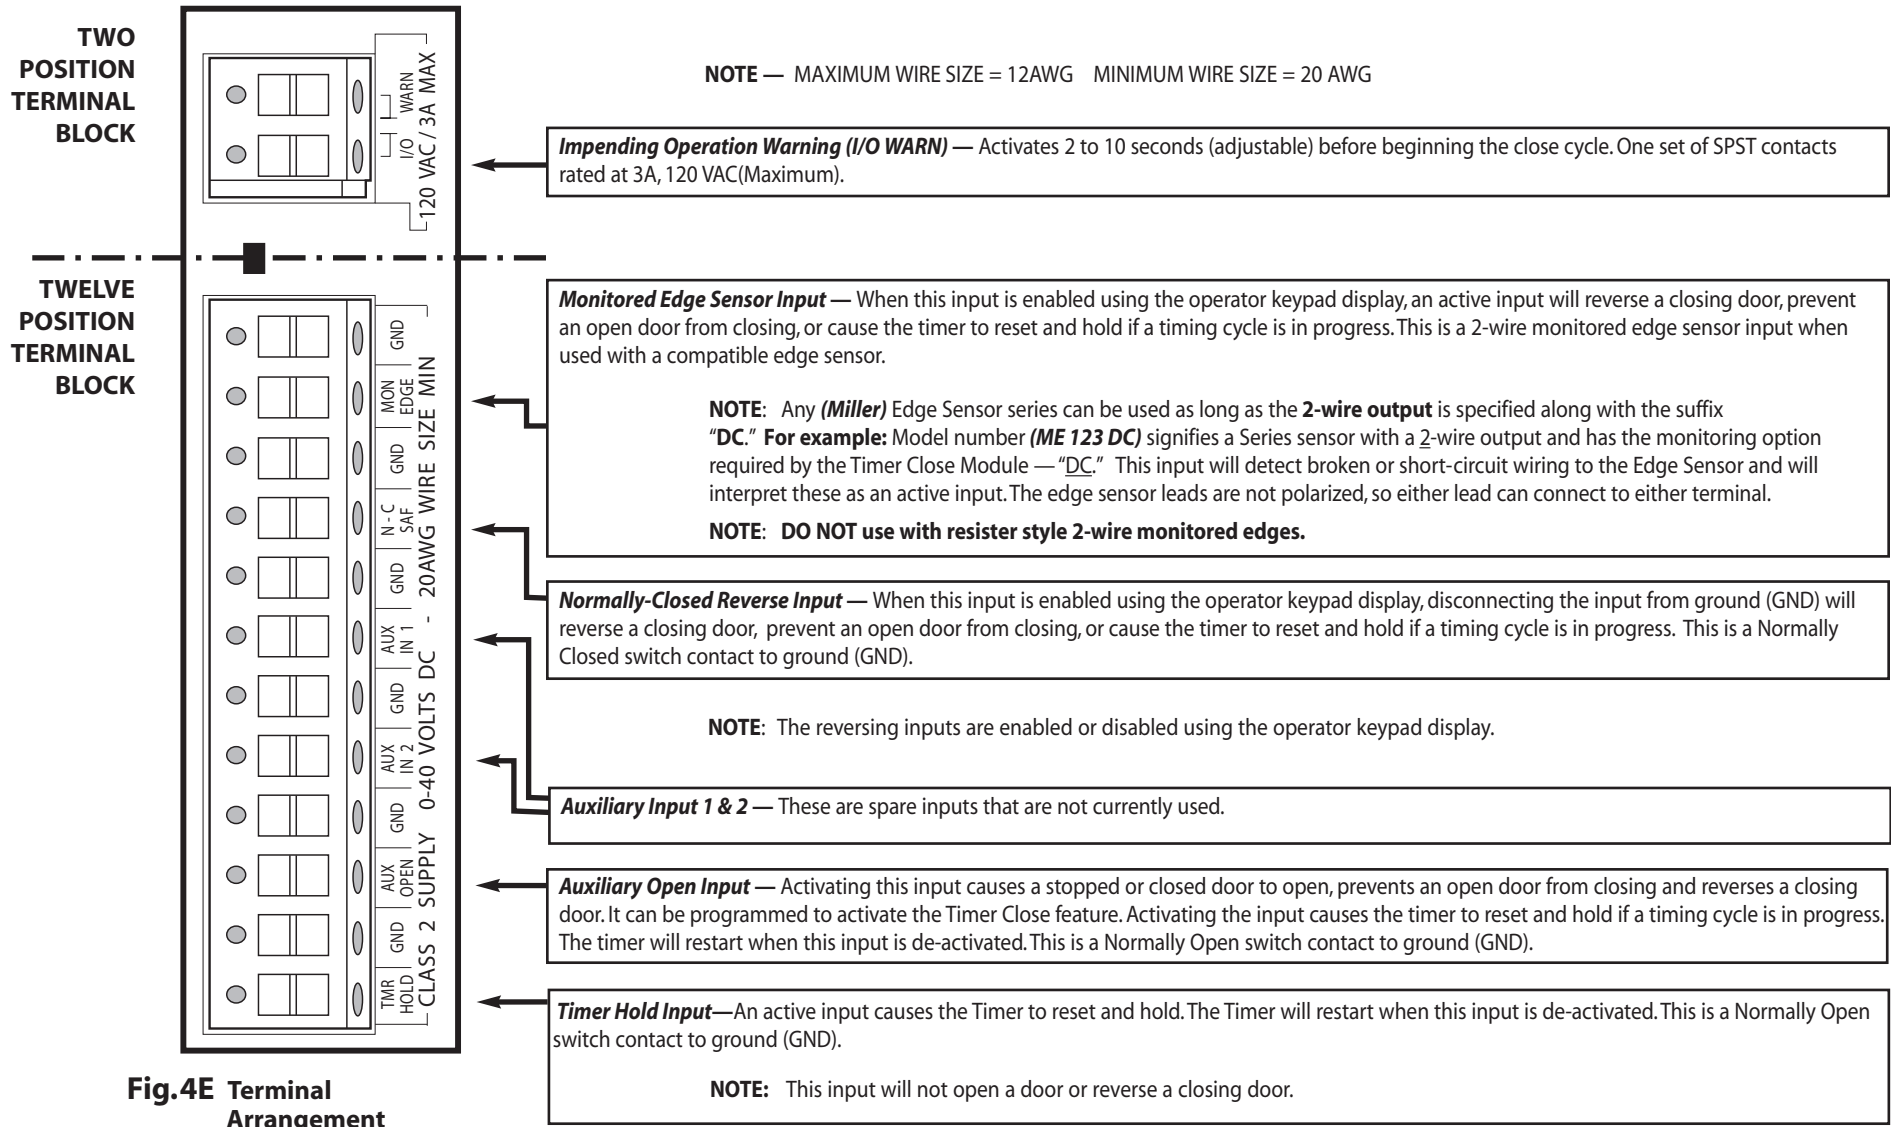 TWO
POSITION
TERMINAL
BLOCK
WARN
I/O
120 VAC/ 3A MAX
NOTE — MAXIMUM WIRE SIZE = 12AWG MINIMUM WIRE SIZE = 20 AWG
Impending Operation Warning (I/O WARN) — Activates 2 to 10 seconds (adjustable) before beginning the close cycle. One set of SPST contacts
rated at 3A, 120 VAC(Maximum).
TWELVE
POSITION
TERMINAL
BLOCK
GND
MON
EDGE
GND
N - C
SAF
GND
AUX
IN 1
GND
AUX
IN 2
GND
AUX
OPEN
GND
TMR
HOLD
CLASS 2 SUPPLY 0-40 VOLTS DC - 20AWG WIRE SIZE MIN
Monitored Edge Sensor Input — When this input is enabled using the operator keypad display, an active input will reverse a closing door, prevent
an open door from closing, or cause the timer to reset and hold if a timing cycle is in progress. This is a 2-wire monitored edge sensor input when
used with a compatible edge sensor.
NOTE: Any (Miller) Edge Sensor series can be used as long as the 2-wire output is specified along with the suffix
“DC.” For example: Model number (ME 123 DC) signifies a Series sensor with a 2-wire output and has the monitoring option
required by the Timer Close Module — “DC.” This input will detect broken or short-circuit wiring to the Edge Sensor and will
interpret these as an active input. The edge sensor leads are not polarized, so either lead can connect to either terminal.
NOTE: DO NOT use with resister style 2-wire monitored edges.
Normally-Closed Reverse Input — When this input is enabled using the operator keypad display, disconnecting the input from ground (GND) will
reverse a closing door, prevent an open door from closing, or cause the timer to reset and hold if a timing cycle is in progress. This is a Normally
Closed switch contact to ground (GND).
NOTE: The reversing inputs are enabled or disabled using the operator keypad display.
Auxiliary Input 1 & 2 — These are spare inputs that are not currently used.
Auxiliary Open Input — Activating this input causes a stopped or closed door to open, prevents an open door from closing and reverses a closing
door. It can be programmed to activate the Timer Close feature. Activating the input causes the timer to reset and hold if a timing cycle is in progress.
The timer will restart when this input is de-activated. This is a Normally Open switch contact to ground (GND).
Timer Hold Input—An active input causes the Timer to reset and hold. The Timer will restart when this input is de-activated. This is a Normally Open
switch contact to ground (GND).
NOTE: This input will not open a door or reverse a closing door.
Fig.4E Terminal
Arrangement